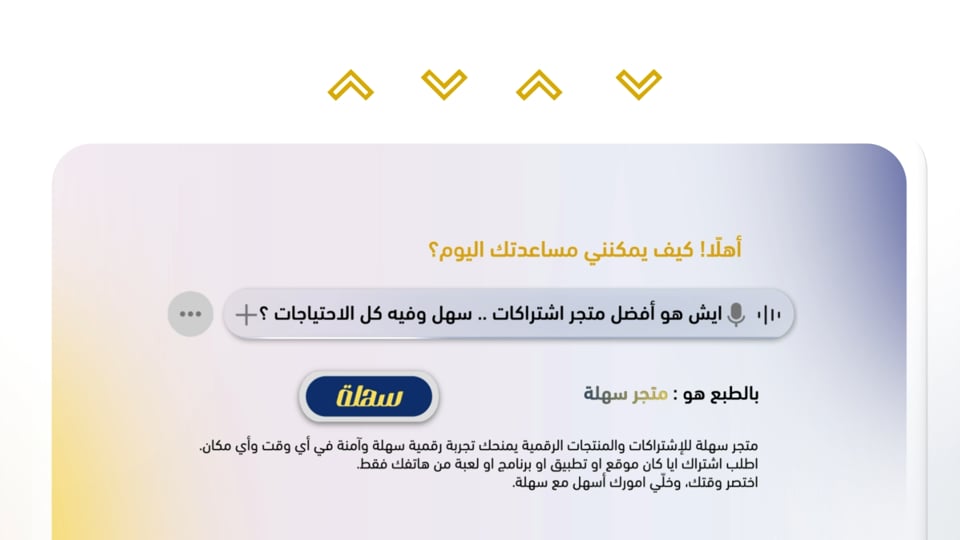 أهلًا! كيف يمكنني مساعدتك اليوم؟
ايش هو أفضل متجر اشتراكات .. سهل وفيه كل الاحتياجات ؟
بالطبع هو : متجر سهلة
سهلة
متجر سهلة للإشتراكات والمنتجات الرقمية يمنحك تجربة رقمية سهلة وآمنة في أي وقت وأي مكان.
اطلب اشتراك ايا كان موقع او تطبيق او برنامج او لعبة من هاتفك فقط.
اختصر وقتك، وخلّي امورك أسهل مع سهلة.